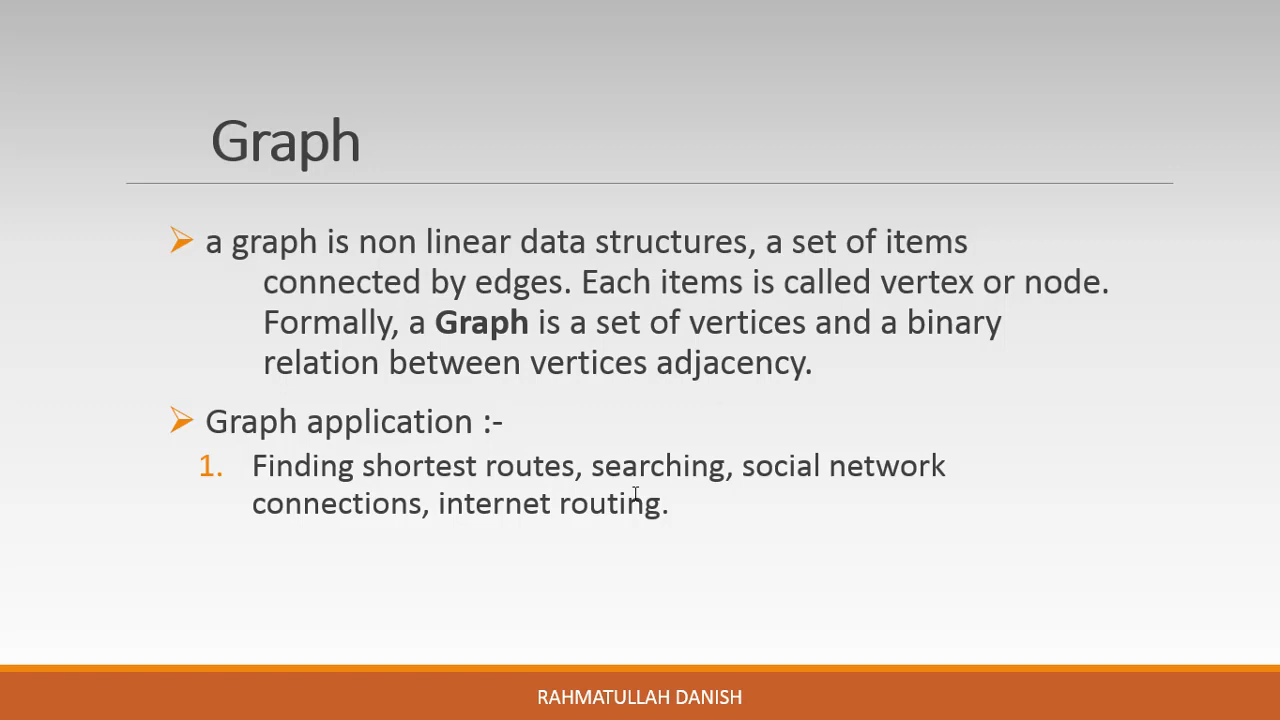 Graph
a graph is non linear data structures, a set of items
connected by edges. Each items is called vertex or node.
Formally, a Graph is a set of vertices and a binary
relation between vertices adjacency.
Graph application :-
1. Finding shortest routes, searching, social network
connections, internet routing.
RAHMATULLAH DANISH